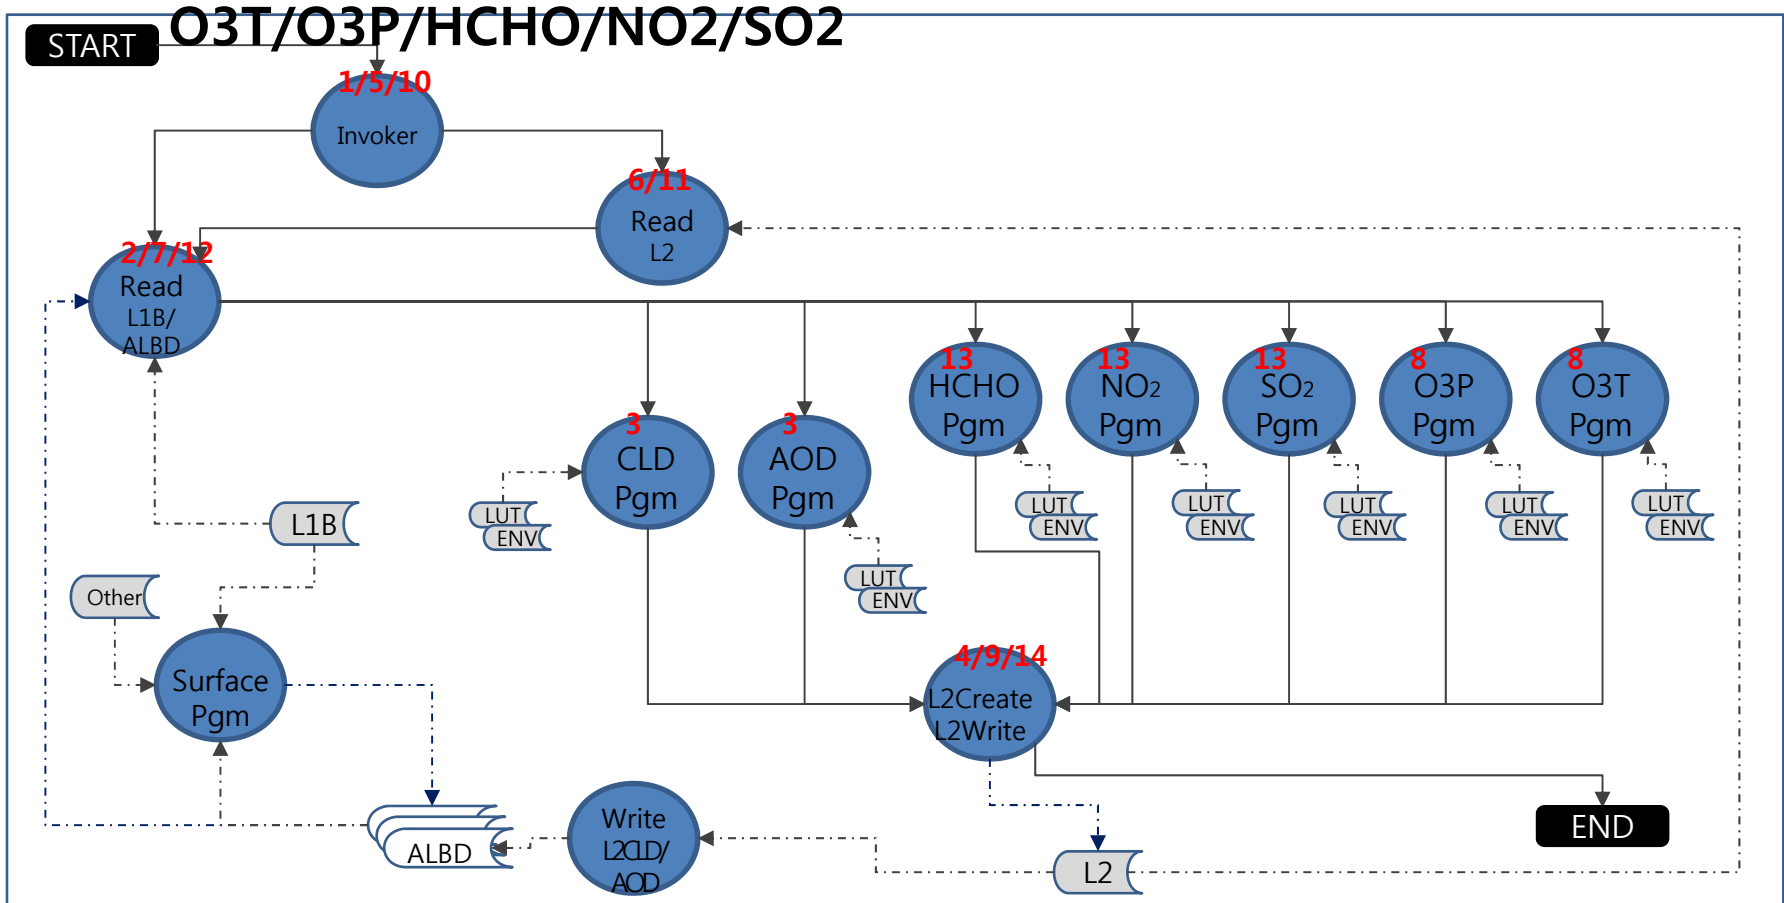 O3T/O3P/HCHO/NO2/SO2
START
1/5/10
Invoker
6/11
Read
L2
2/7/12
Read
L1B/
ALBD
3
CLD
Pgm
3
AOD
Pgm
13
HCHO
Pgm
13
NO2
Pgm
13
SO2
Pgm
8
O3P
Pgm
8
O3T
Pgm
LUT
ENV
LUT
ENV
LUT
ENV
LUT
ENV
LUT
ENV
LUT
ENV
LUT
ENV
L1B
Other
Surface
Pgm
4/9/14
L2Create
L2Write
ALBD
Write
L2CLD/
AOD
L2
END